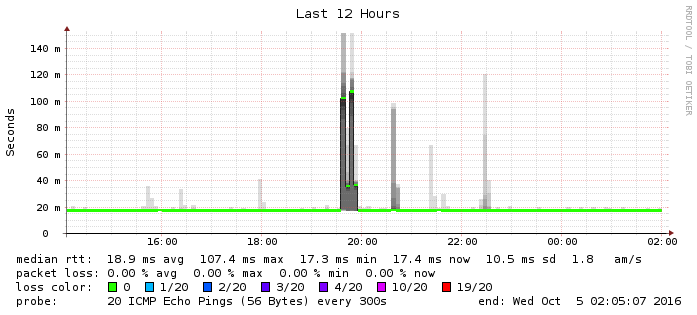 Last 12 Hours
RRDTOOL / TOBI OETIKER
Seconds
140 m
120 m
100 m
80 m
60 m
40 m
20 m
0
16:00 18:00 20:00 22:00 00:00 02:00
median rtt: 18.9 ms avg 107.4 ms max 17.3 ms min 17.4 ms now 10.5 ms sd 1.8 am/s
packet loss: 0.00 % avg 0.00 % max 0.00 % min 0.00 % now
loss color: 0 1/20 2/20 3/20 4/20 10/20 19/20
probe: 20 ICMP Echo Pings (56 Bytes) every 300s end: Wed Oct 5 02:05:07 2016